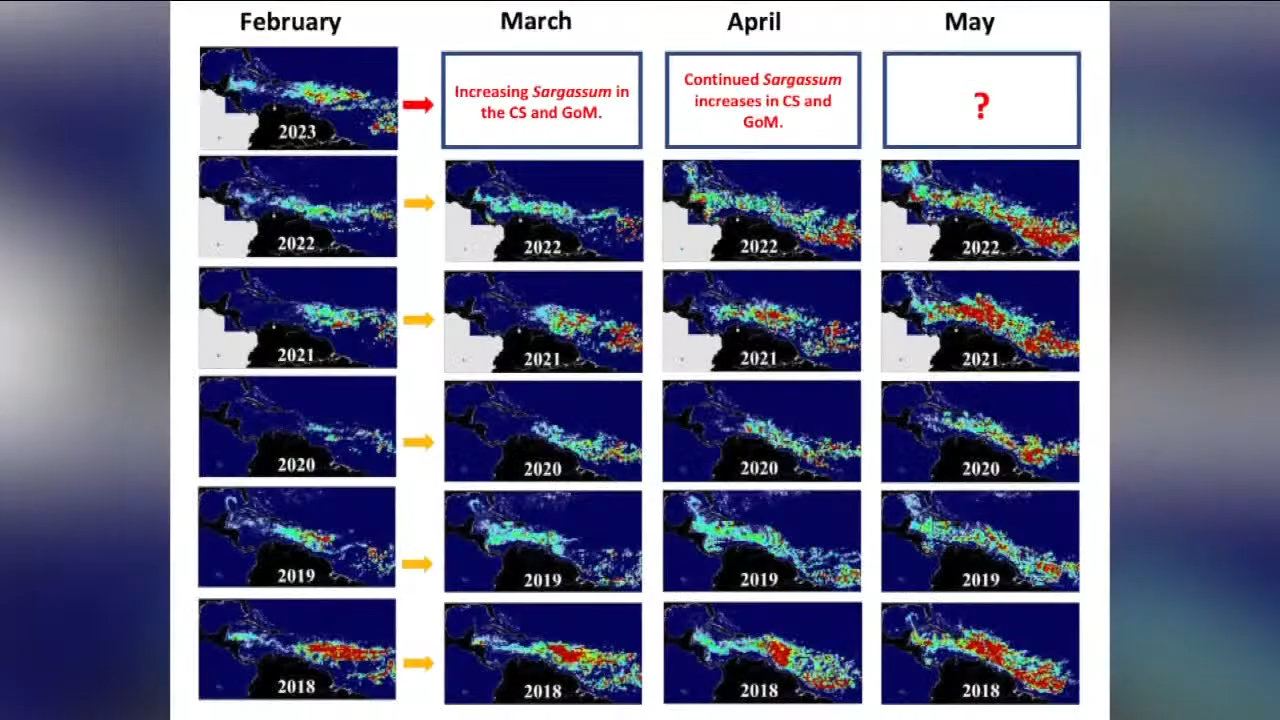 February March April May
2023
Increasing Sargassum in
the CS and GoM.
Continued Sargassum
increases in CS and
GoM.
?
2022 2022 2022 2022
2021 2021 2021 2021
2020 2020 2020 2020
2019 2019 2019 2019
2018 2018 2018 2018